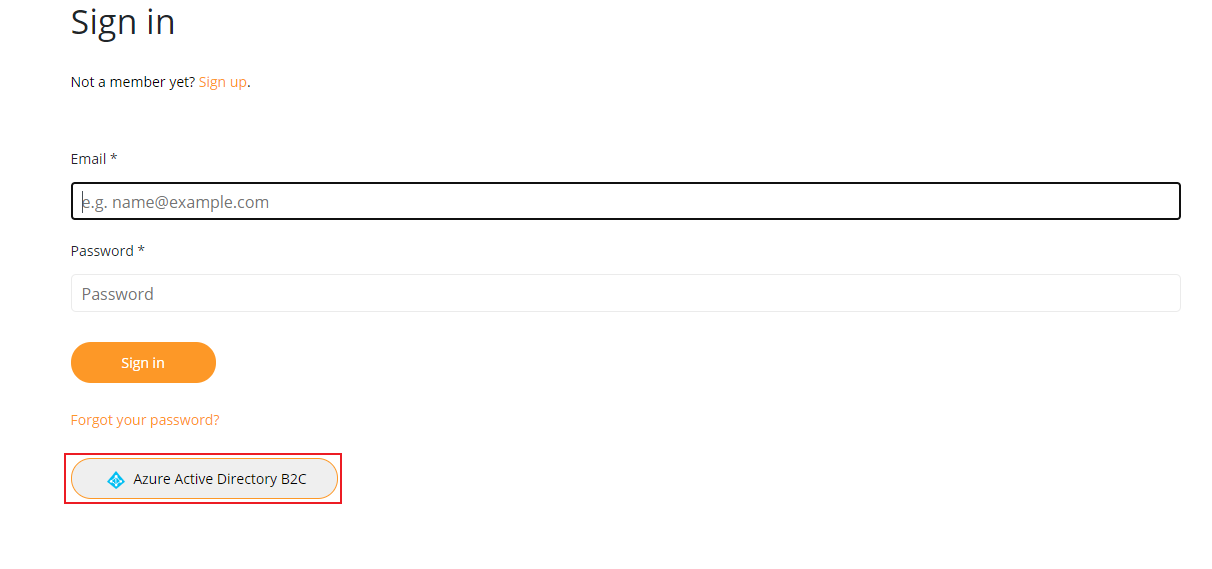 Sign in
Not a member yet? Sign up.
Email *
e.g. name@example.com
Password *
Password
Sign in
Forgot your password?
Azure Active Directory B2C